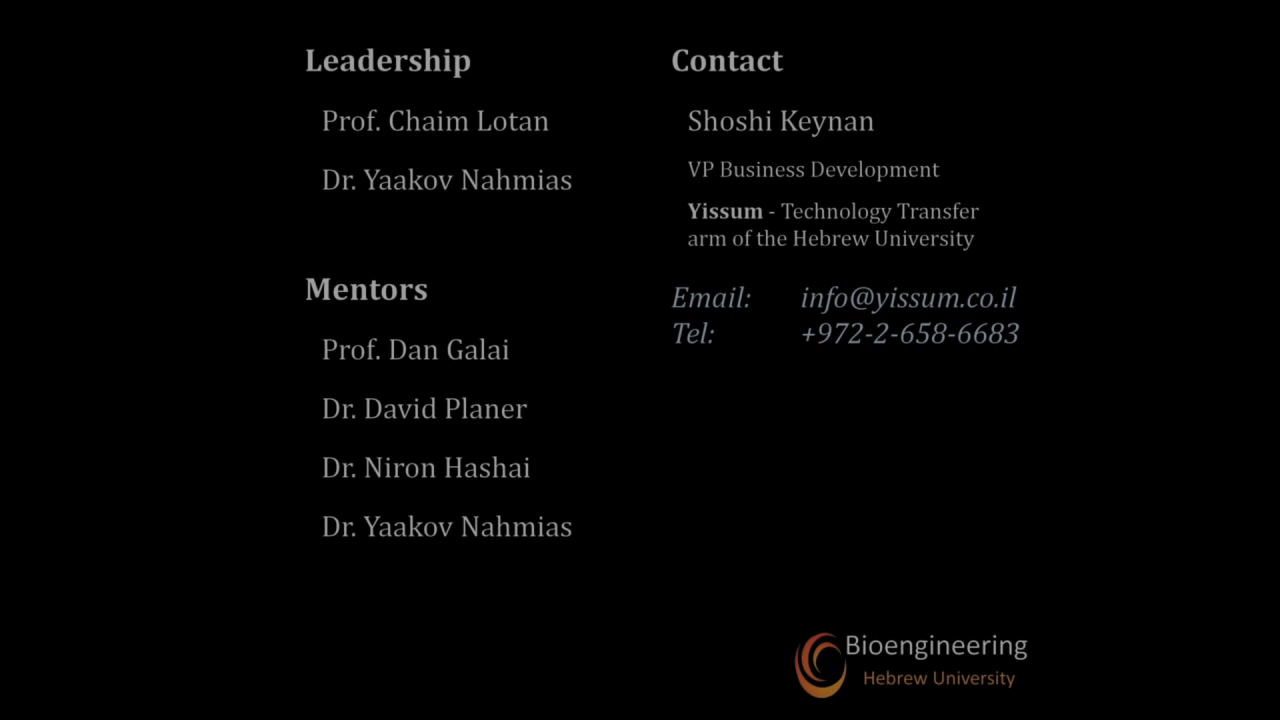 Leadership
Prof. Chaim Lotan
Dr. Yaakov Nahmias
Mentors
Prof. Dan Galai
Dr. David Planer
Dr. Niron Hashai
Dr. Yaakov Nahmias
Contact
Shoshi Keynan
VP Business Development
Yissum - Technology Transfer
arm of the Hebrew University
Email: info@yissum.co.il
Tel: +972-2-658-6683
Bioengineering
Hebrew University